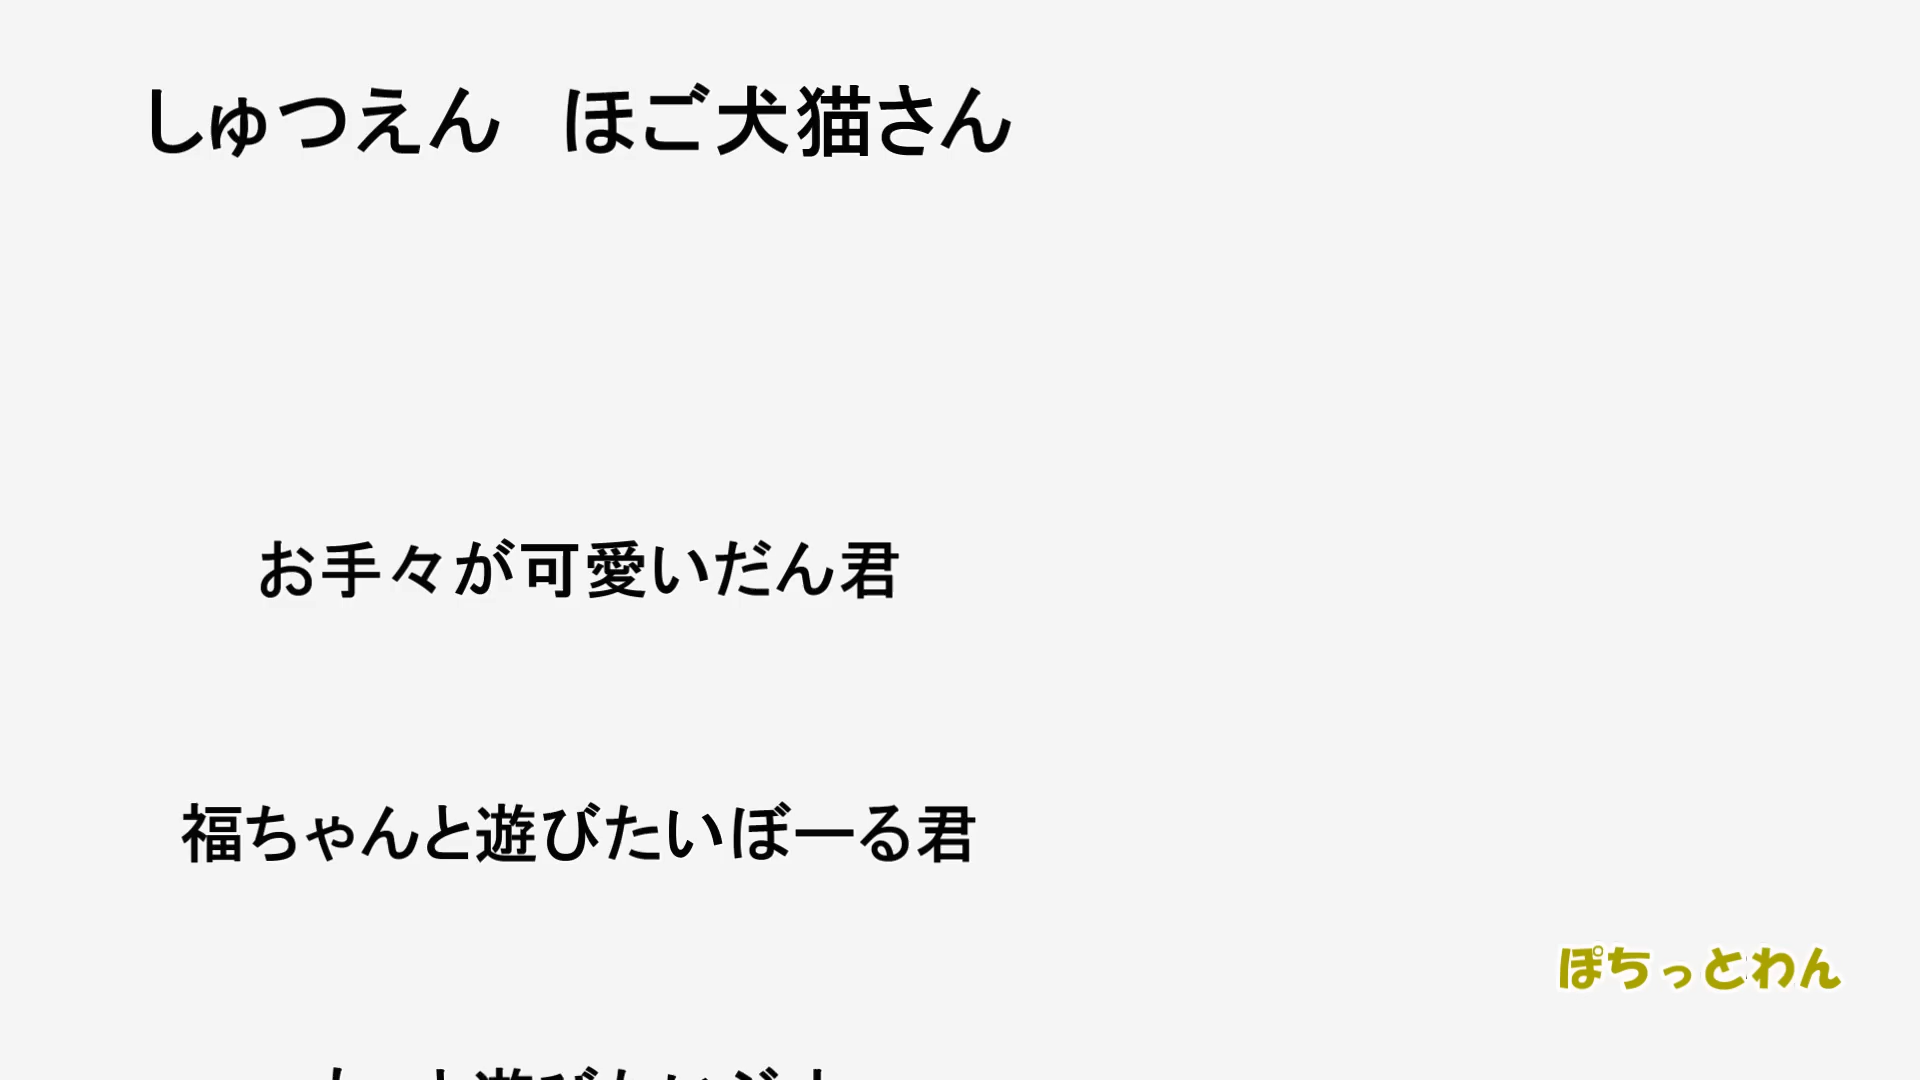 しゅつえん　ほご犬猫さん
お手々が可愛いだん君
福ちゃんと遊びたいぼーる君
ぽちっとわん